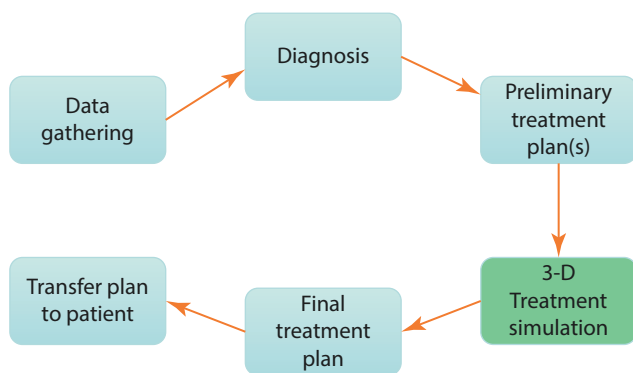 Data
gathering
Diagnosis
Preliminary
treatment
plan(s)
3-D
Treatment
simulation
Final
treatment
plan
Transfer plan
to patient